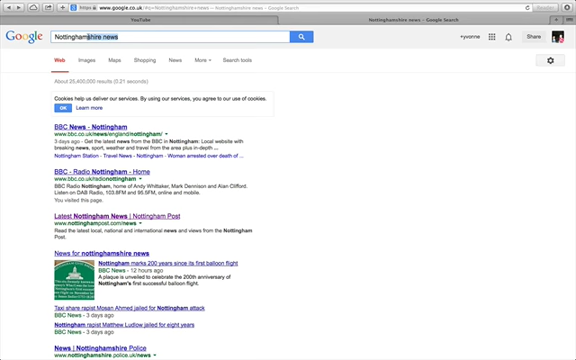 www.google.co.uk
YouTube
Nottinghamshire news - Google Search
Google
Nottinghamshire news
+yvonne
Share
Web Images Maps Shopping News More Search tools
About 25,400,000 results (0.21 seconds)
Cookies help us deliver our services. By using our services, you agree to our use of cookies.
OK Learn more
BBC News - Nottingham
www.bbc.co.uk/news/england/nottingham/
3 days ago - Get the latest news from the BBC in Nottingham: Local website with
breaking news, sport, weather and travel from the area plus in-depth ...
Nottingham Station - Travel News - Nottingham - Woman arrested over death of ...
BBC - Radio Nottingham - Home
www.bbc.co.uk/radionottingham
BBC Radio Nottingham, home of Andy Whittaker, Mark Dennison and Alan Clifford.
Listen on DAB Radio, 103.8FM and 95.5FM, online and mobile.
You visited this page.
Latest Nottingham News | Nottingham Post
www.nottinghampost.com/news
Read the latest local, national and international news and views from the Nottingham
Post.
News for nottinghamshire news
Nottingham marks 200 years since its first balloon flight
BBC News - 12 hours ago
A plaque is unveiled to celebrate the 200th anniversary of
Nottingham's first successful balloon flight.
Taxi share rapist Mosan Ahmed jailed for Nottingham attack
BBC News - 3 days ago
Nottingham rapist Matthew Ludlow jailed for eight years
BBC News - 3 days ago
News | Nottinghamshire Police
www.nottinghamshire.police.uk/news